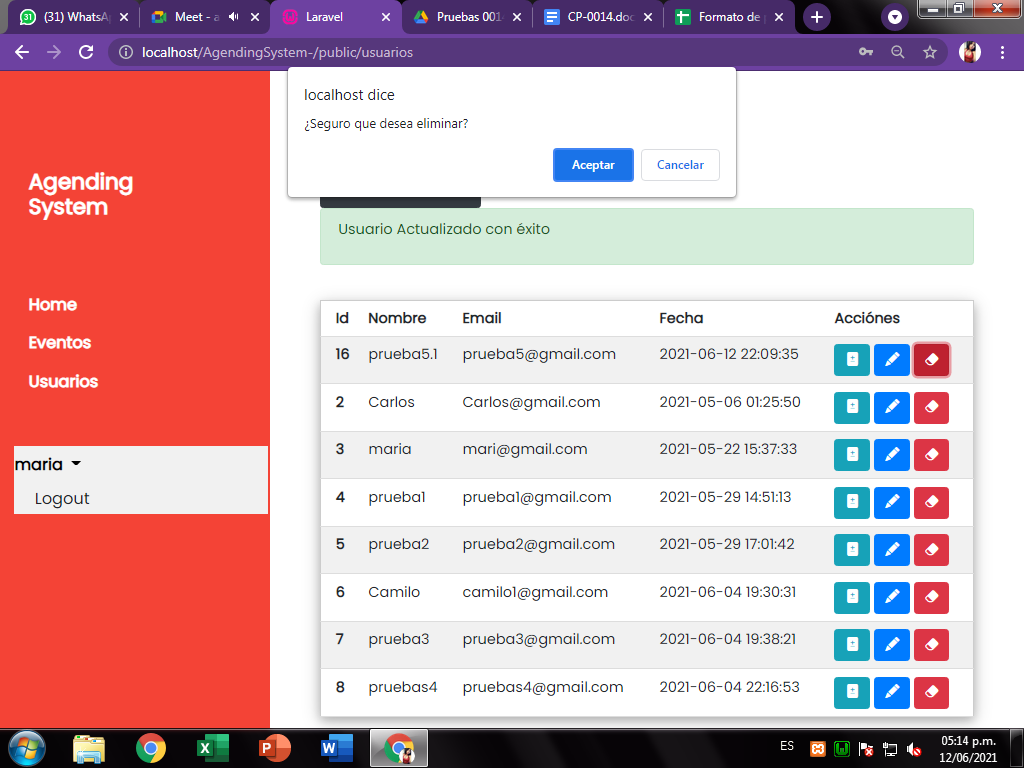 (31) WhatsA
Meet - a
Laravel
Pruebas 001
CP-0014.doc
Formato de
localhost/AgendingSystem-/public/usuarios
localhost dice
¿Seguro que desea eliminar?
Aceptar
Cancelar
Agending
System
Usuario Actualizado con éxito
Home
Eventos
Usuarios
maria
Logout
Id Nombre Email Fecha Acciónes
16 prueba5.1 prueba5@gmail.com 2021-06-12 22:09:35
2 Carlos Carlos@gmail.com 2021-05-06 01:25:50
3 maria mari@gmail.com 2021-05-22 15:37:33
4 prueba1 prueba1@gmail.com 2021-05-29 14:51:13
5 prueba2 prueba2@gmail.com 2021-05-29 17:01:42
6 Camilo camilo1@gmail.com 2021-06-04 19:30:31
7 prueba3 prueba3@gmail.com 2021-06-04 19:38:21
8 pruebas4 pruebas4@gmail.com 2021-06-04 22:16:53
ES
05:14 p.m.
12/06/2021